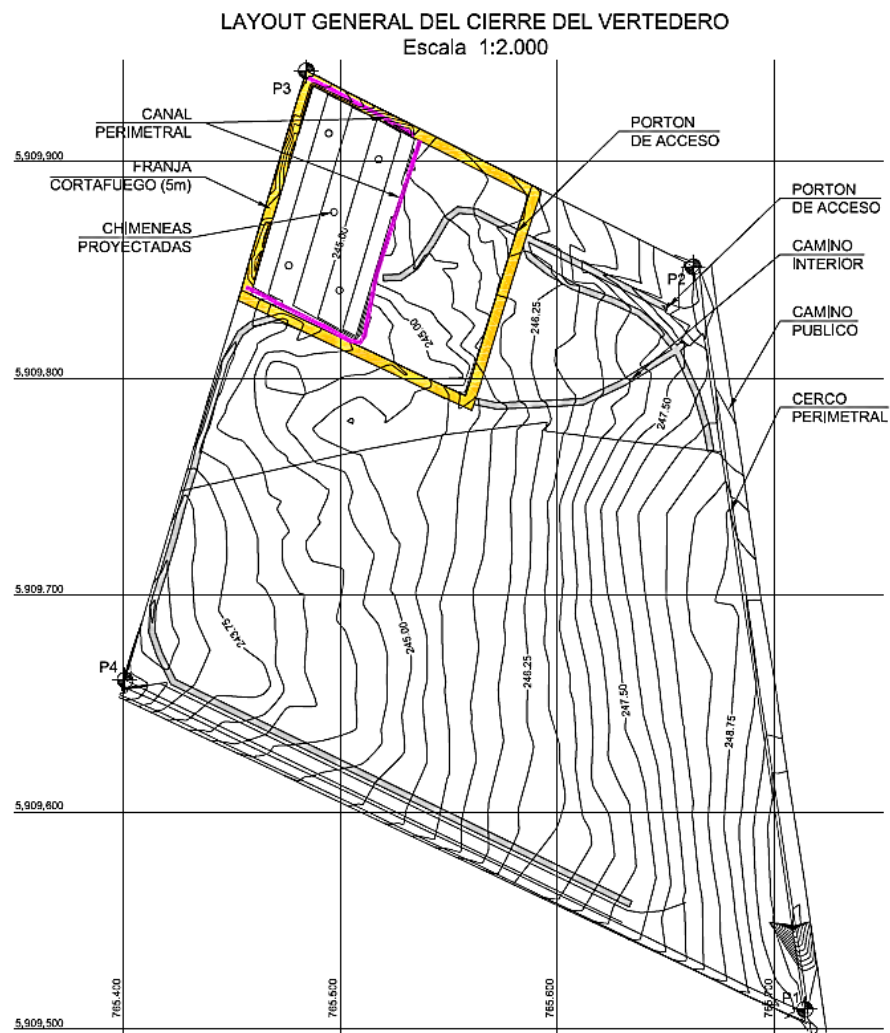 LAYOUT GENERAL DEL CIERRE DEL VERTEDERO
Escala 1:2.000
P3
CANAL
PERIMETRAL
PORTON
DE ACCESO
5,909,900
FRANJA
CORTAFUEGO (5m)
PORTON
DE ACCESO
CHIMENEAS
PROYECTADAS
245.00
P2
CAMINO
INTERIOR
246.25
245.00
CAMINO
PUBLICO
5,909,800
247.50
CERCO
PERIMETRAL
5,909,700
243.75
245.00
246.25
P4
247.50
248.75
5,909,600
765.400
765.500
765.600
765.700
P1
5,909,500